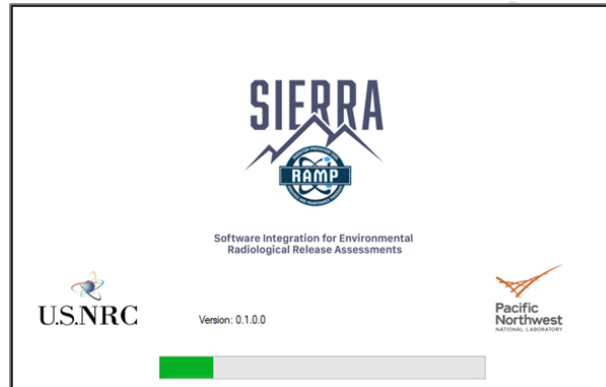 SIERRA
RAMP
Software Integration for Environmental
Radiological Release Assessments
U.S.NRC
Version: 0.1.0.0
Pacific
Northwest
NATIONAL LABORATORY